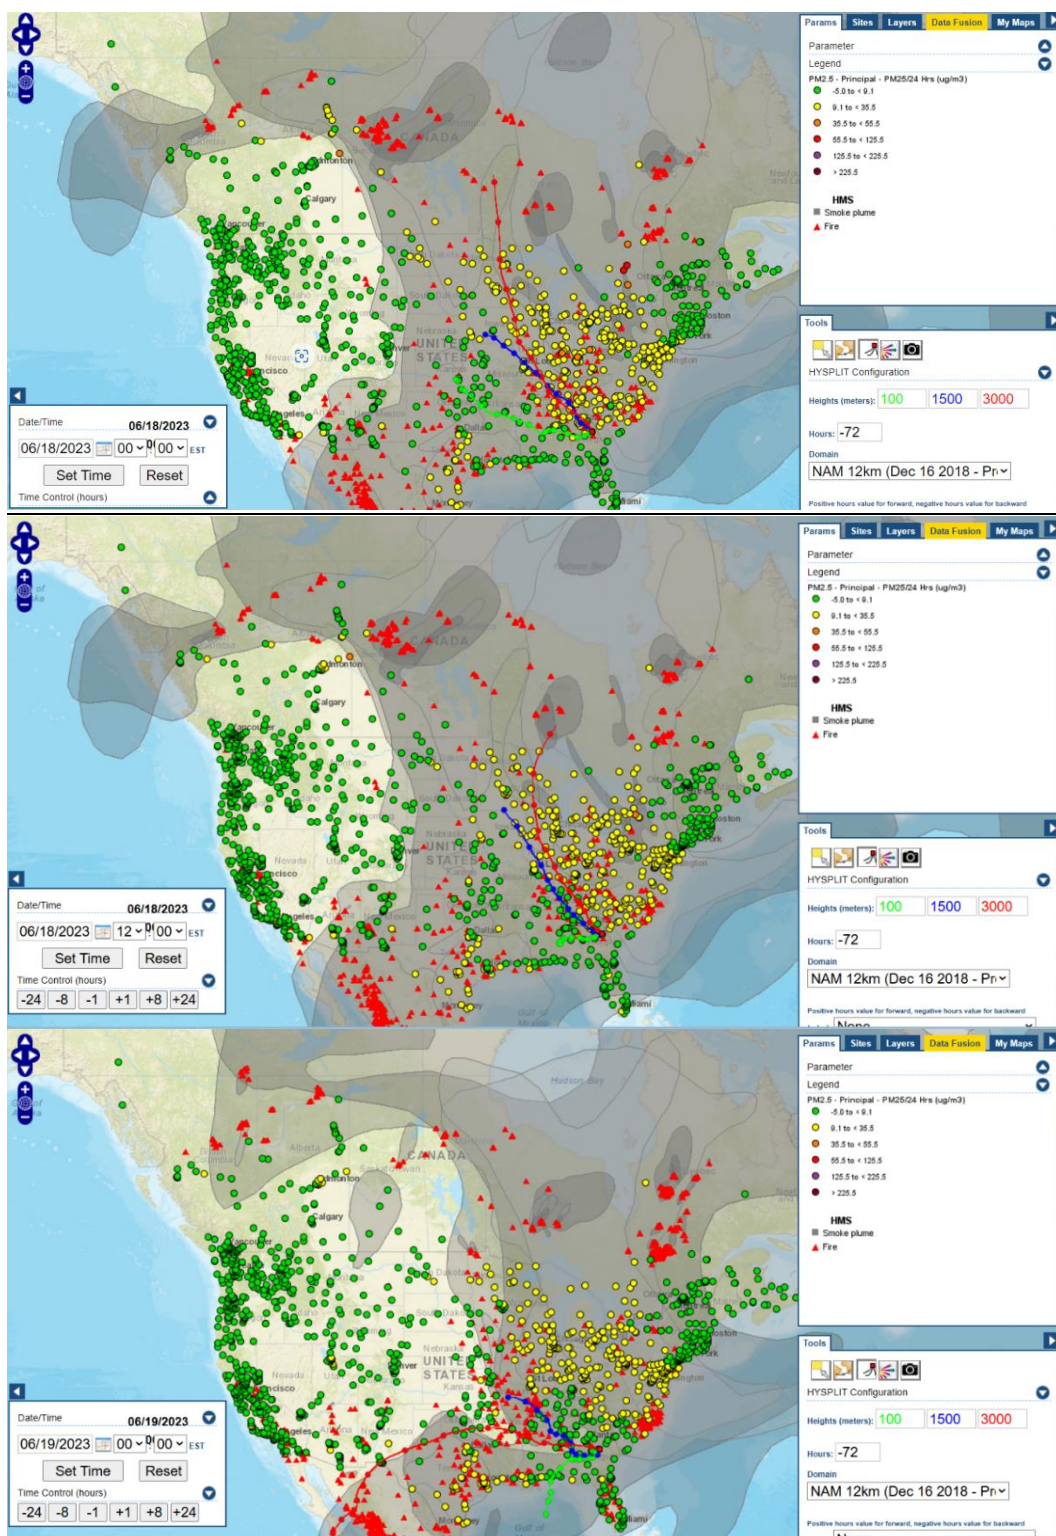 Params Sites Layers Data Fusion My Maps
Parameter
Legend
PM2.5 - Principal - PM25/24 Hrs (ug/m3)
-5.0 to < 9.1
9.1 to < 35.5
35.5 to < 55.5
55.5 to < 125.5
125.5 to < 225.5
> 225.5
HMS
Smoke plume
Fire
Hudson Bay
CANADA
Edmonton
Calgary
Vancouver
Ottawa
Nebraska
UNITED
STATES
Dallas
Miami
Tools
HYSPLIT Configuration
Heights (meters): 100 1500 3000
Hours: -72
Domain
NAM 12km (Dec 16 2018 - Pr
Positive hours value for forward, negative hours value for backward
Date/Time 06/18/2023
06/18/2023 00 00 EST
Set Time Reset
Time Control (hours)
Params Sites Layers Data Fusion My Maps
Parameter
Legend
PM2.5 - Principal - PM25/24 Hrs (ug/m3)
-5.0 to < 9.1
9.1 to < 35.5
35.5 to < 55.5
55.5 to < 125.5
125.5 to < 225.5
> 225.5
HMS
Smoke plume
Fire
CANADA
Edmonton
Calgary
Vancouver
Nebraska
UNITED
STATES
Nevada
Dallas
Gulf of
Mexico
Tools
HYSPLIT Configuration
Heights (meters): 100 1500 3000
Hours: -72
Domain
NAM 12km (Dec 16 2018 - Pr
Positive hours value for forward, negative hours value for backward
Date/Time 06/18/2023
06/18/2023 12 00 EST
Set Time Reset
Time Control (hours)
-24 -8 -1 +1 +8 +24
Params Sites Layers Data Fusion My Maps
Parameter
Legend
PM2.5 - Principal - PM25/24 Hrs (ug/m3)
-5.0 to < 9.1
9.1 to < 35.5
35.5 to < 55.5
55.5 to < 125.5
125.5 to < 225.5
> 225.5
HMS
Smoke plume
Fire
Hudson Bay
British
Columbia
Alberta
Saskatchewan
CANADA
Edmonton
Calgary
Vancouver
Nebraska
UNITED
STATES
Kansas
Nevada
Gulf of
Tools
HYSPLIT Configuration
Heights (meters): 100 1500 3000
Hours: -72
Domain
NAM 12km (Dec 16 2018 - Pr
Positive hours value for forward, negative hours value for backward
Date/Time 06/19/2023
06/19/2023 00 00 EST
Set Time Reset
Time Control (hours)
-24 -8 -1 +1 +8 +24